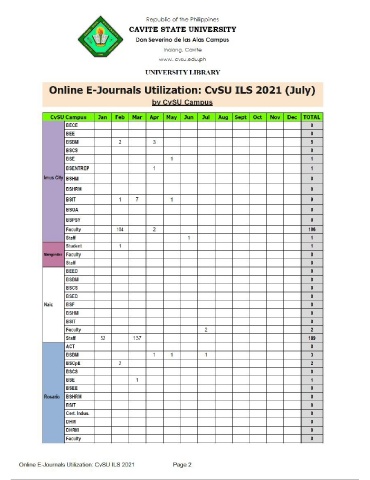 Republic of the Philippines
CAVITE STATE UNIVERSITY
Don Severino de las Alas Campus
Indang, Cavite
www.cvsu.edu.ph
UNIVERSITY LIBRARY
Online E-Journals Utilization: CvSU ILS 2021 (July)
by CvSU Campus
CvSU Campus Jan Feb Mar Apr May Jun Jul Aug Sept Oct Nov Dec TOTAL
BECE 0
BEE 0
BSBM 2 3 5
BSCS 0
BSE 1 1
BSENTREP 1 1
Imus City BSHM 0
BSHRM 0
BSIT 1 7 1 9
BSOA 0
BSPSY 0
Faculty 104 2 106
Staff 1 1
Student 1 1
Faculty 0
Staff 0
BEED 0
BSBM 0
BSCS 0
BSED 0
Naic BSF 0
BSHM 0
BSIT 0
Faculty 2 2
Staff 52 137 189
ACT 0
BSBM 1 1 1 3
BSCpE 2 2
BSCS 0
BSE 1 1
BSEE 0
Rosario BSHRM 0
BSIT 0
Cert. Indus. 0
DHRM 0
Faculty 0
Online E-Journals Utilization: CvSU ILS 2021 Page 2